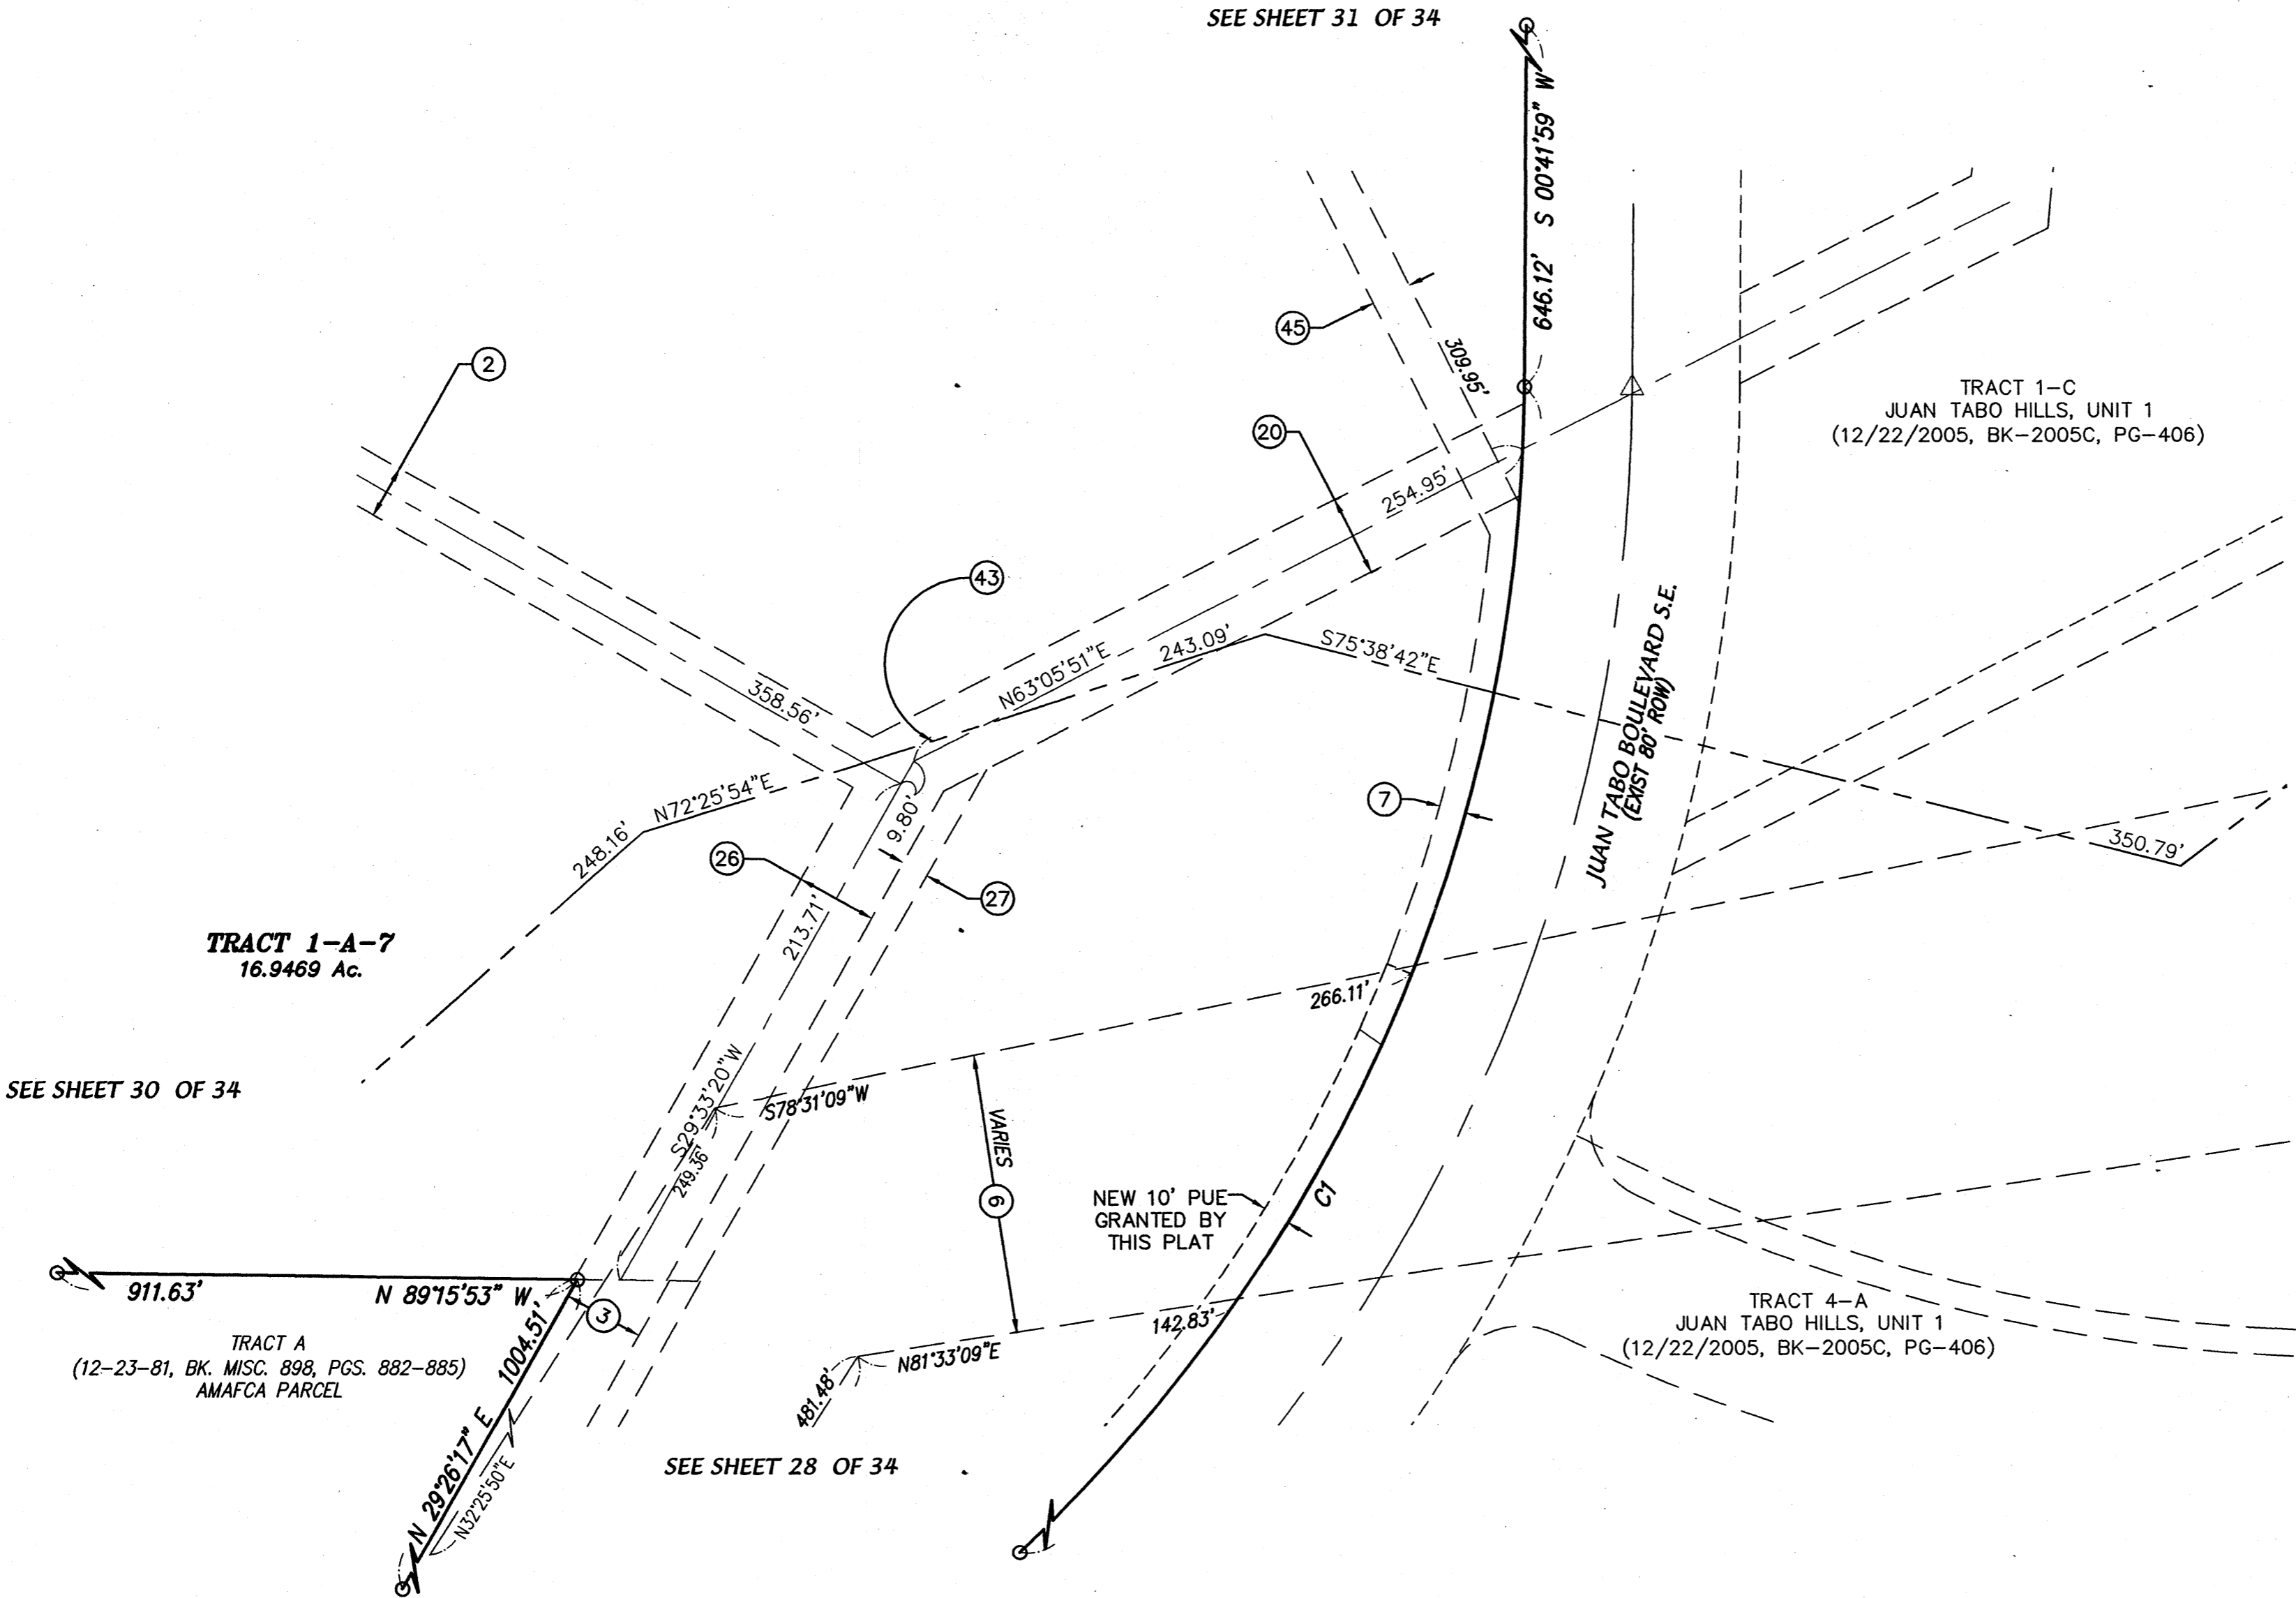 SEE SHEET 31 OF 34
646.12' S 00°41'59" W
45
309.95'
2
20
254.95'
TRACT 1-C
JUAN TABO HILLS, UNIT 1
(12/22/2005, BK-2005C, PG-406)
43
358.56'
N63°05'51"E
243.09'
S75°38'42"E
JUAN TABO BOULEVARD S.E.
(EXIST 80' ROW)
N72°25'54"E
248.16'
9.80'
7
26
27
350.79'
213.71'
TRACT 1-A-7
16.9469 Ac.
266.11'
SEE SHEET 30 OF 34
S29°33'20"W
249.36'
S78°31'09"W
VARIES
6
NEW 10' PUE
GRANTED BY
THIS PLAT
C1
911.63'
N 89°15'53" W
3
142.83'
TRACT 4-A
JUAN TABO HILLS, UNIT 1
(12/22/2005, BK-2005C, PG-406)
TRACT A
(12-23-81, BK. MISC. 898, PGS. 882-885)
AMAFCA PARCEL
N 29°26'17" E 1004.51'
N81°33'09"E
481.48'
N32°25'50"E
SEE SHEET 28 OF 34